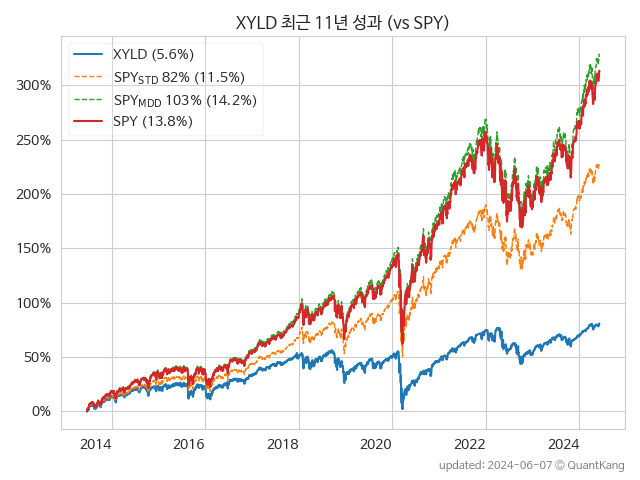 XYLD 최근 11년 성과 (vs SPY)
XYLD (5.6%)
SPY_STD 82% (11.5%)
SPY_MDD 103% (14.2%)
SPY (13.8%)
300%
250%
200%
150%
100%
50%
0%
2014 2016 2018 2020 2022 2024
updated: 2024-06-07 © QuantKang